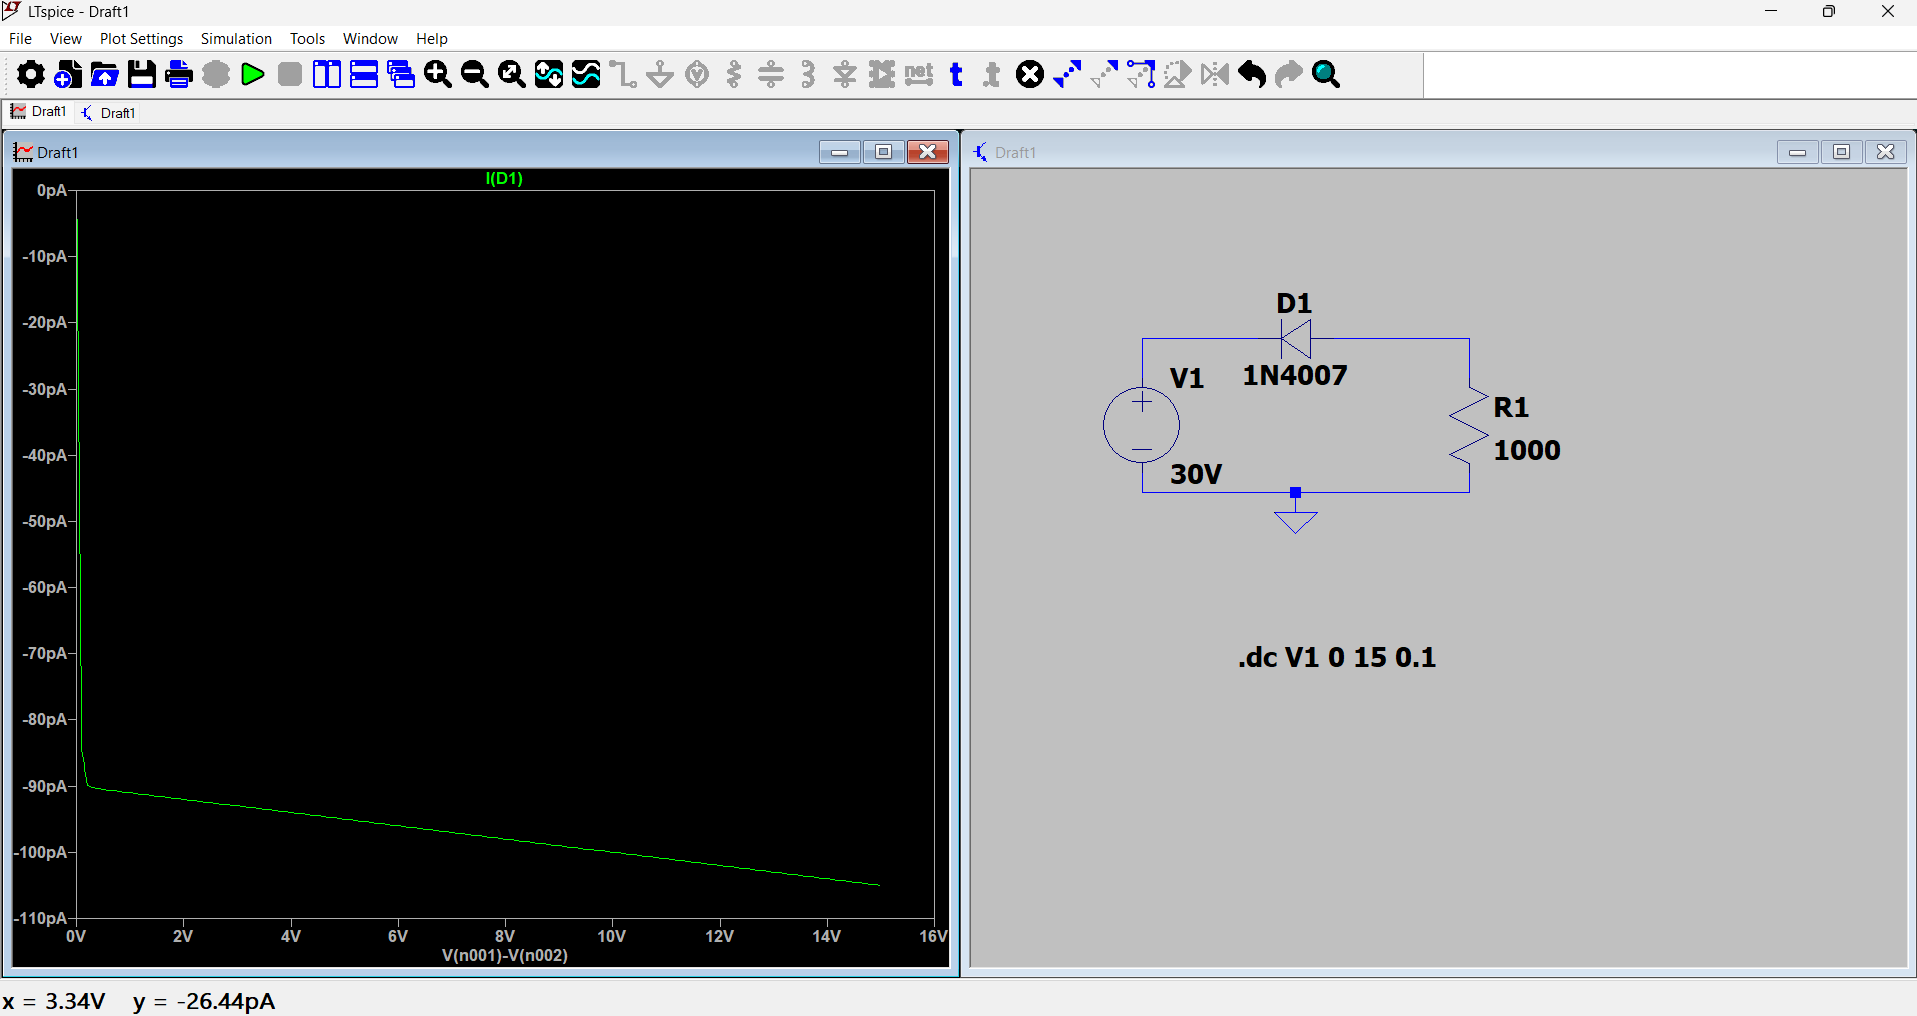 LTspice - Draft1
File View Plot Settings Simulation Tools Window Help
net t .t
Draft1 Draft1
Draft1
I(D1)
0pA
-10pA
-20pA
-30pA
-40pA
-50pA
-60pA
-70pA
-80pA
-90pA
-100pA
-110pA
0V 2V 4V 6V 8V 10V 12V 14V 16V
V(n001)-V(n002)
Draft1
D1
1N4007
V1
30V
R1
1000
.dc V1 0 15 0.1
x = 3.34V y = -26.44pA